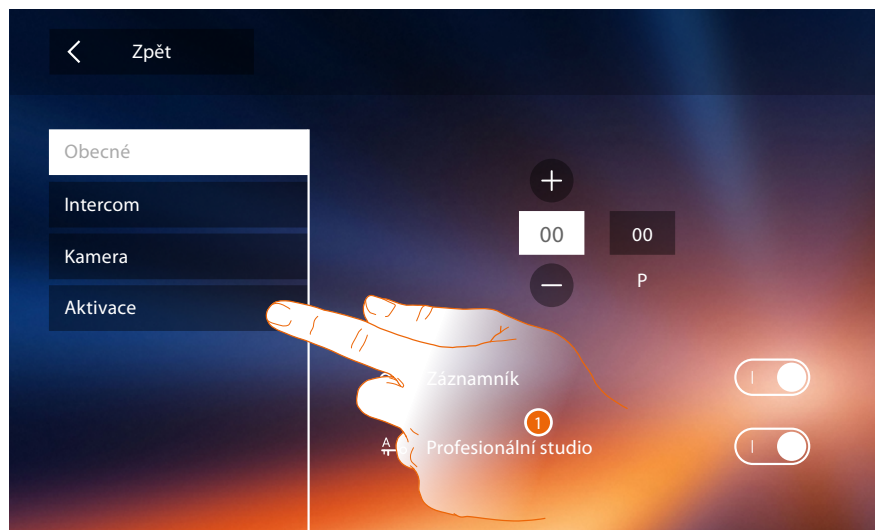 Zpět
Obecné
Intercom
Kamera
Aktivace
00 00
P
Záznamník
1
A
Profesionální studio